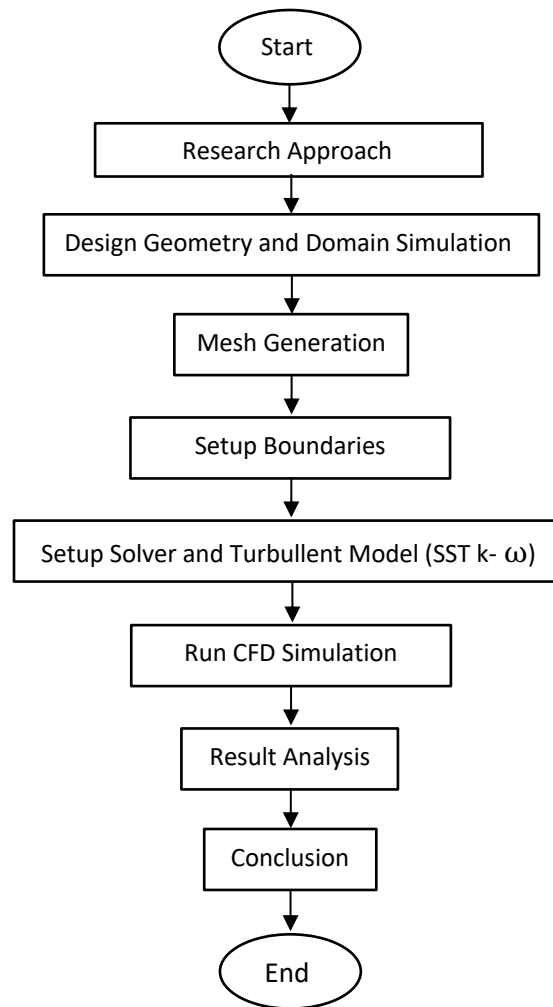 Start
Research Approach
Design Geometry and Domain Simulation
Mesh Generation
Setup Boundaries
Setup Solver and Turbullent Model (SST k- ω)
Run CFD Simulation
Result Analysis
Conclusion
End